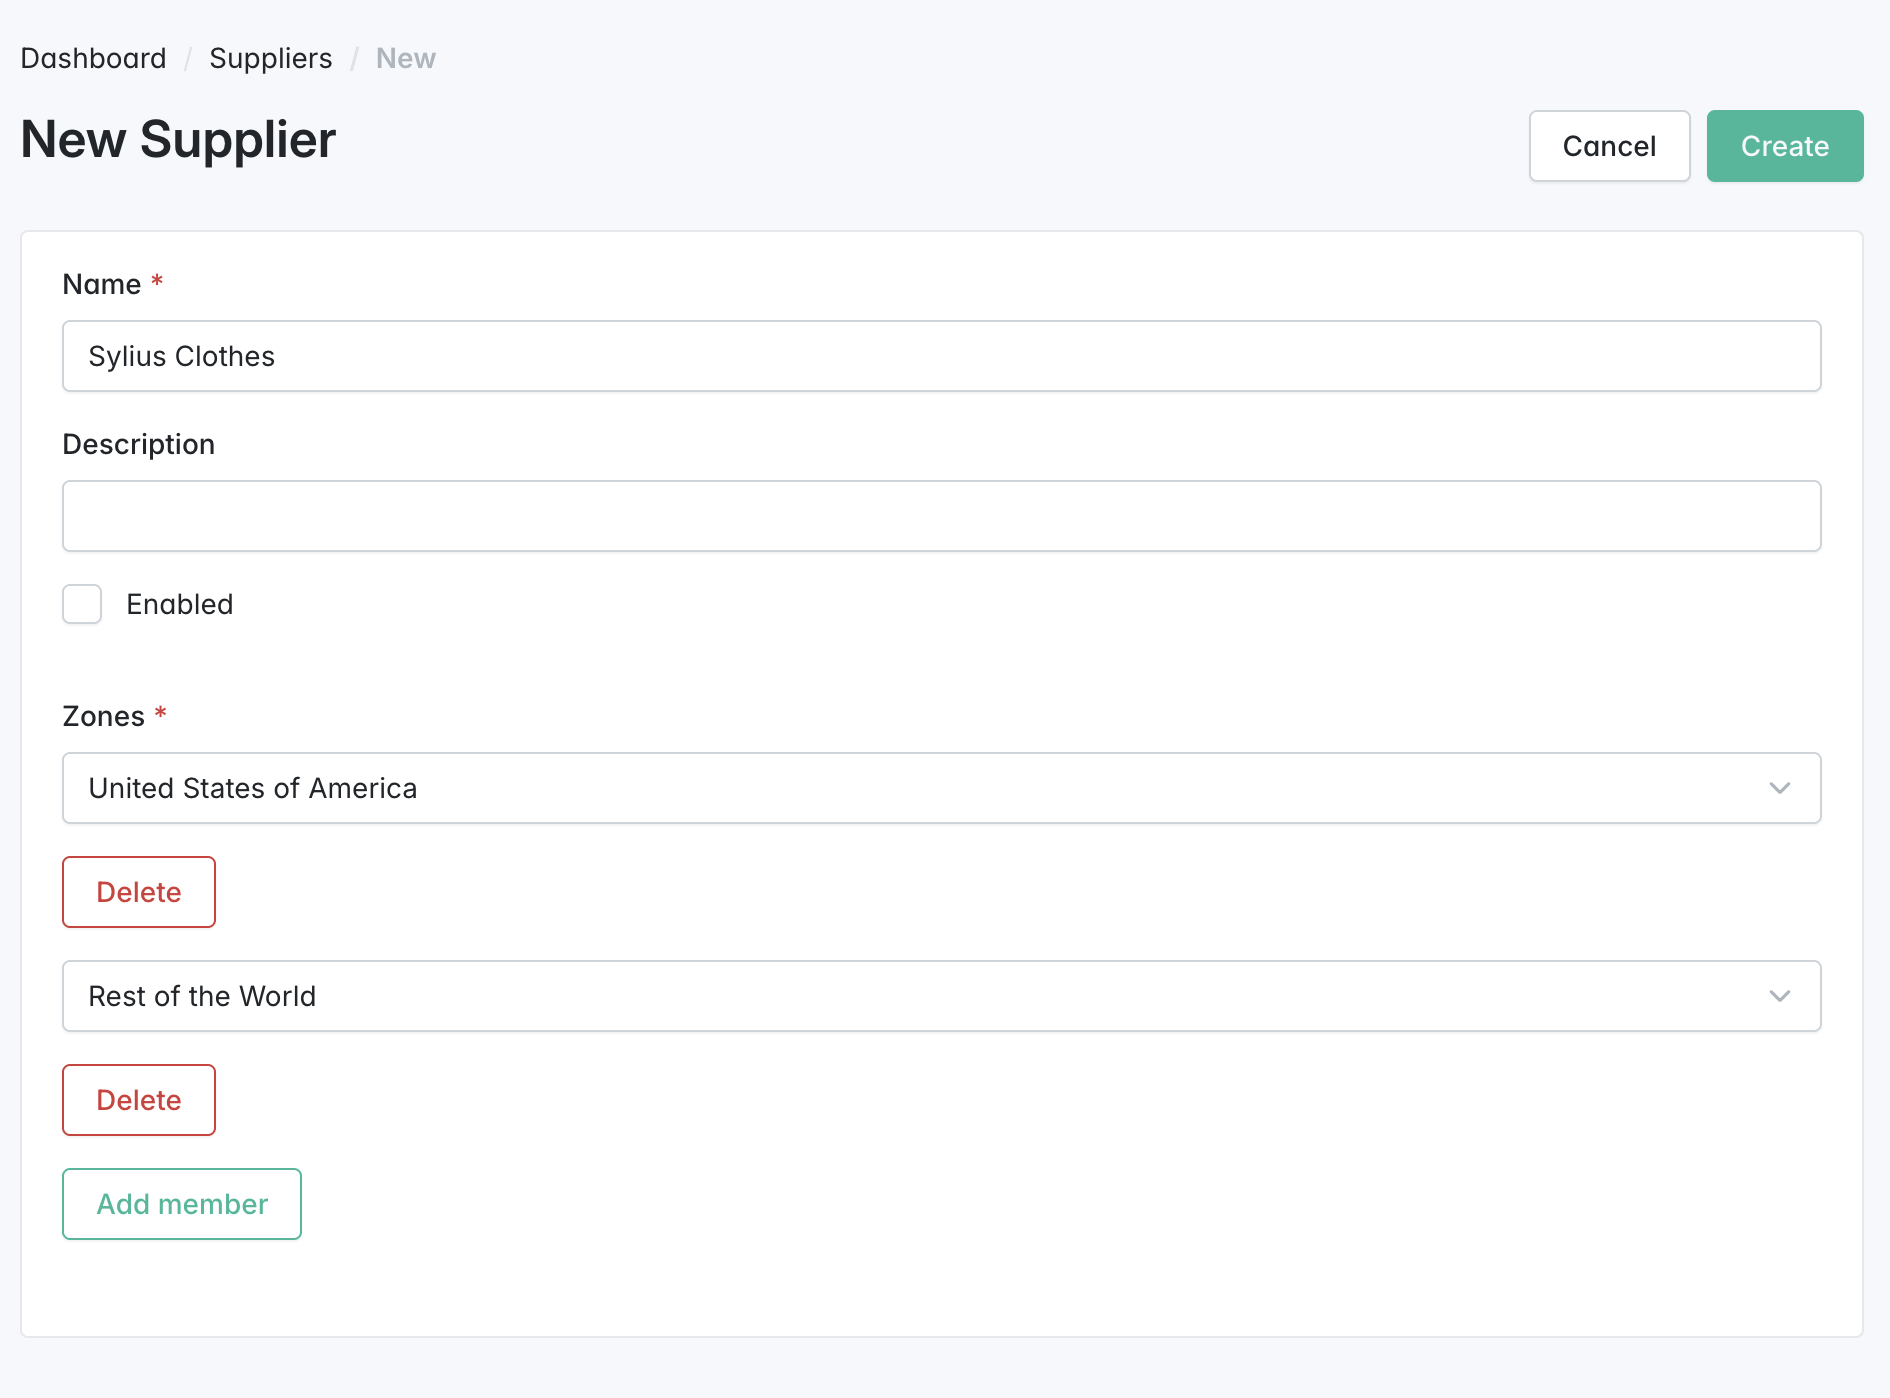 Dashboard / Suppliers / New
New Supplier
Cancel
Create
Name *
Sylius Clothes
Description
Enabled
Zones *
United States of America
Delete
Rest of the World
Delete
Add member